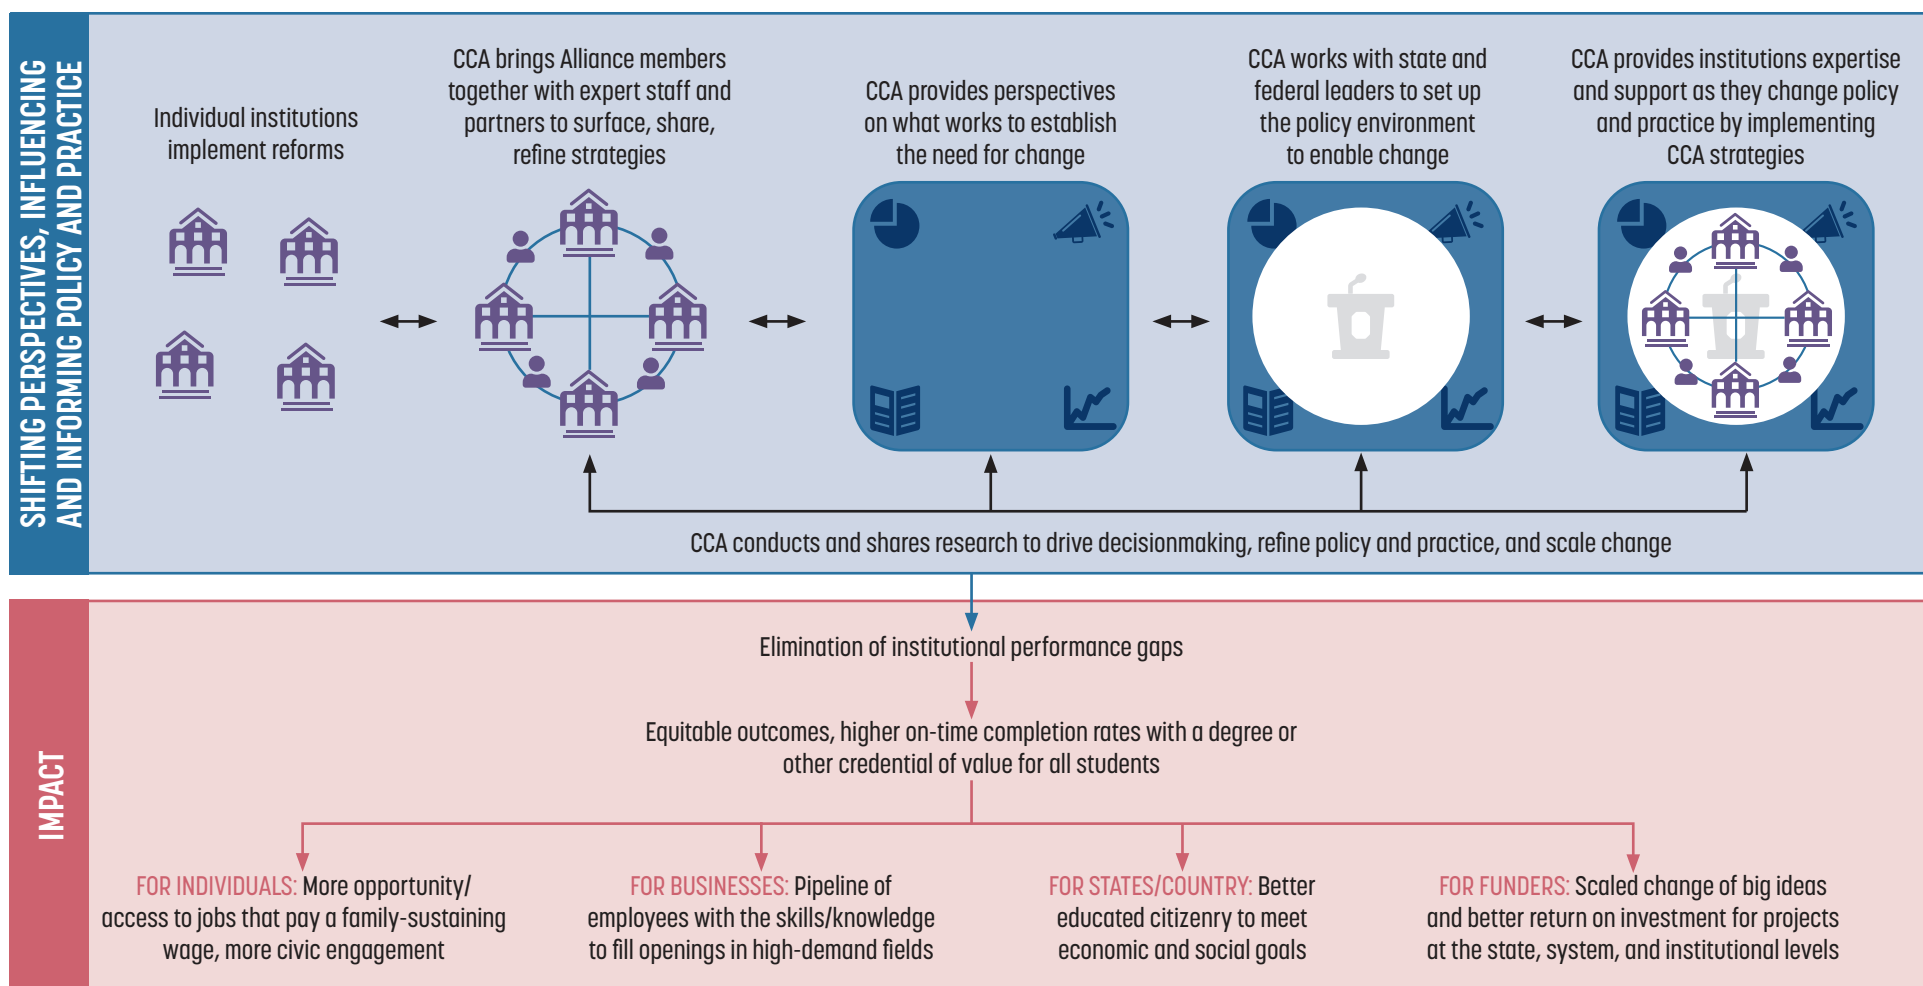 SHIFTING PERSPECTIVES, INFLUENCING
AND INFORMING POLICY AND PRACTICE
Individual institutions
implement reforms
CCA brings Alliance members
together with expert staff and
partners to surface, share,
refine strategies
CCA provides perspectives
on what works to establish
the need for change
CCA works with state and
federal leaders to set up
the policy environment
to enable change
CCA provides institutions expertise
and support as they change policy
and practice by implementing
CCA strategies
CCA conducts and shares research to drive decisionmaking, refine policy and practice, and scale change
IMPACT
Elimination of institutional performance gaps
Equitable outcomes, higher on-time completion rates with a degree or
other credential of value for all students
FOR INDIVIDUALS: More opportunity/
access to jobs that pay a family-sustaining
wage, more civic engagement
FOR BUSINESSES: Pipeline of
employees with the skills/knowledge
to fill openings in high-demand fields
FOR STATES/COUNTRY: Better
educated citizenry to meet
economic and social goals
FOR FUNDERS: Scaled change of big ideas
and better return on investment for projects
at the state, system, and institutional levels